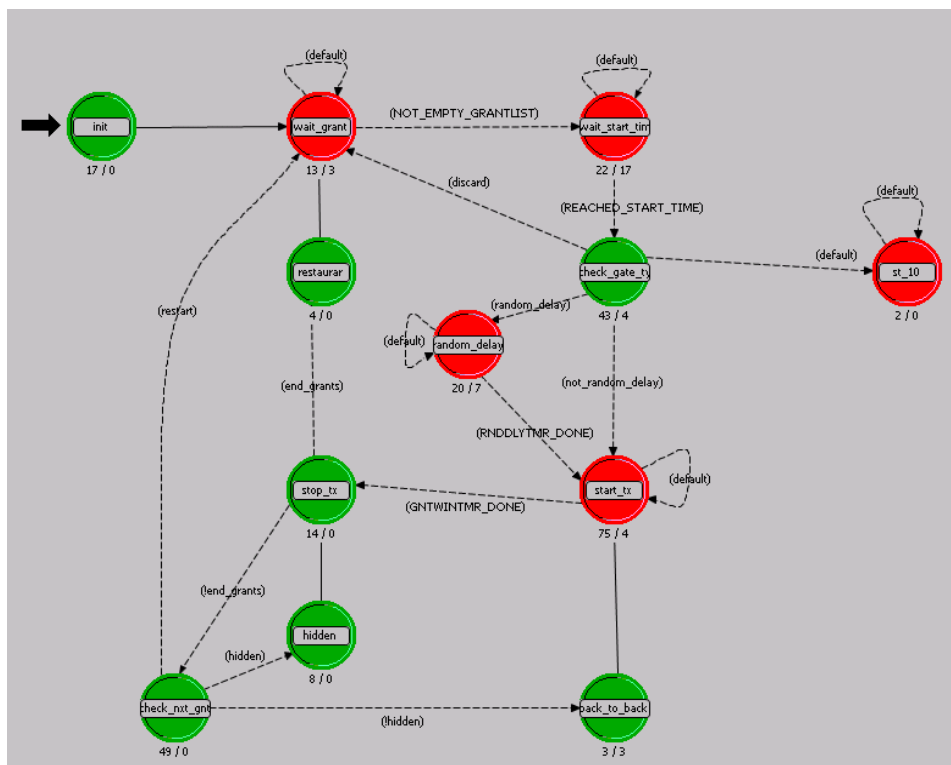 (default)
(default)
(NOT_EMPTY_GRANTLIST)
init
wait_grant
wait_start_tim
17 / 0
13 / 3
22 / 17
(discard)
(default)
(REACHED_START_TIME)
(default)
restaurar
check_gate_ty
st_10
4 / 0
43 / 4
2 / 0
(random_delay)
(restart)
(default)
random_delay
(end_grants)
20 / 7
(not_random_delay)
(RNDDLYTMR_DONE)
(default)
stop_tx
start_tx
(GNTWINTMR_DONE)
14 / 0
75 / 4
(!end_grants)
hidden
(hidden)
8 / 0
check_nxt_gnt
(!hidden)
back_to_back
49 / 0
3 / 3